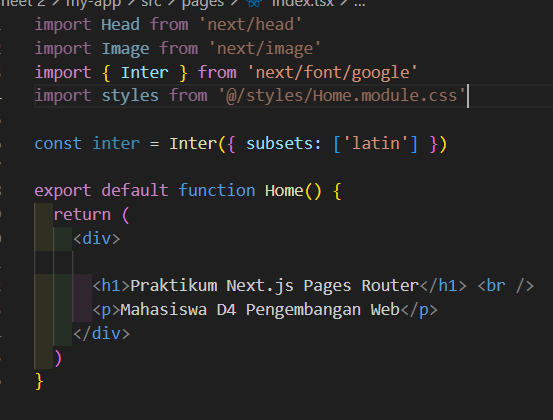 my-app > src > pages > index.tsx > ...
import Head from 'next/head'
import Image from 'next/image'
import { Inter } from 'next/font/google'
import styles from '@/styles/Home.module.css'
const inter = Inter({ subsets: ['latin'] })
export default function Home() {
return (
<div>
<h1>Praktikum Next.js Pages Router</h1> <br />
<p>Mahasiswa D4 Pengembangan Web</p>
</div>
)
}